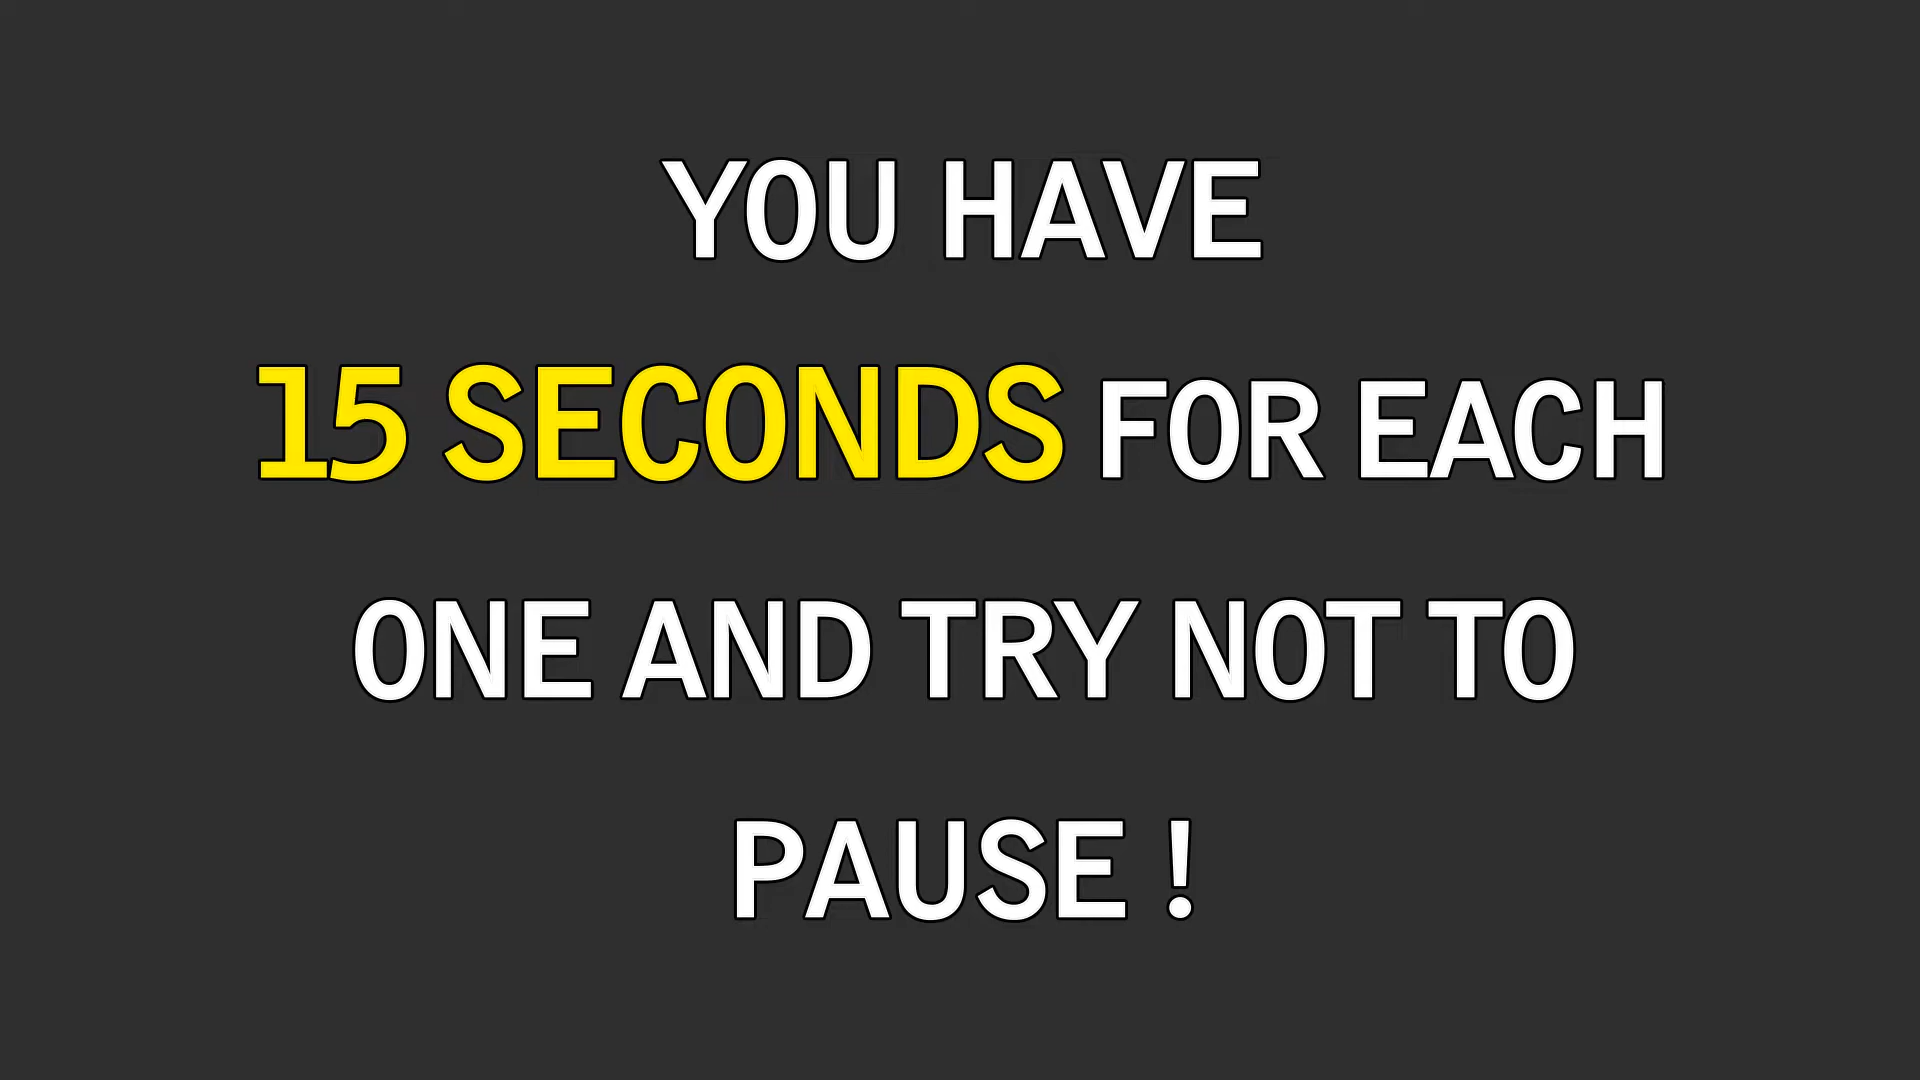 YOU HAVE
15 SECONDS FOR EACH
ONE AND TRY NOT TO
PAUSE !